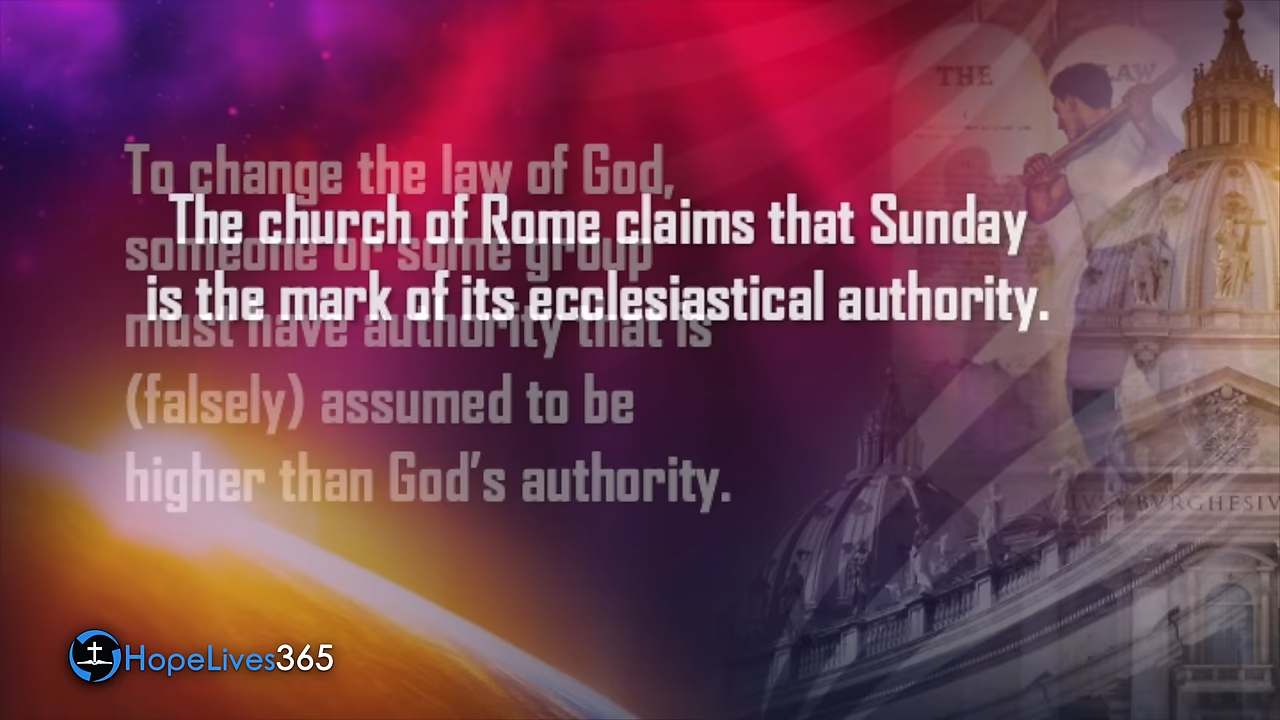 THE LAW
To change the law of God,
someone or some group
must have authority that is
(falsely) assumed to be
higher than God's authority.
The church of Rome claims that Sunday
is the mark of its ecclesiastical authority.
BVRGHESIV
HopeLives365